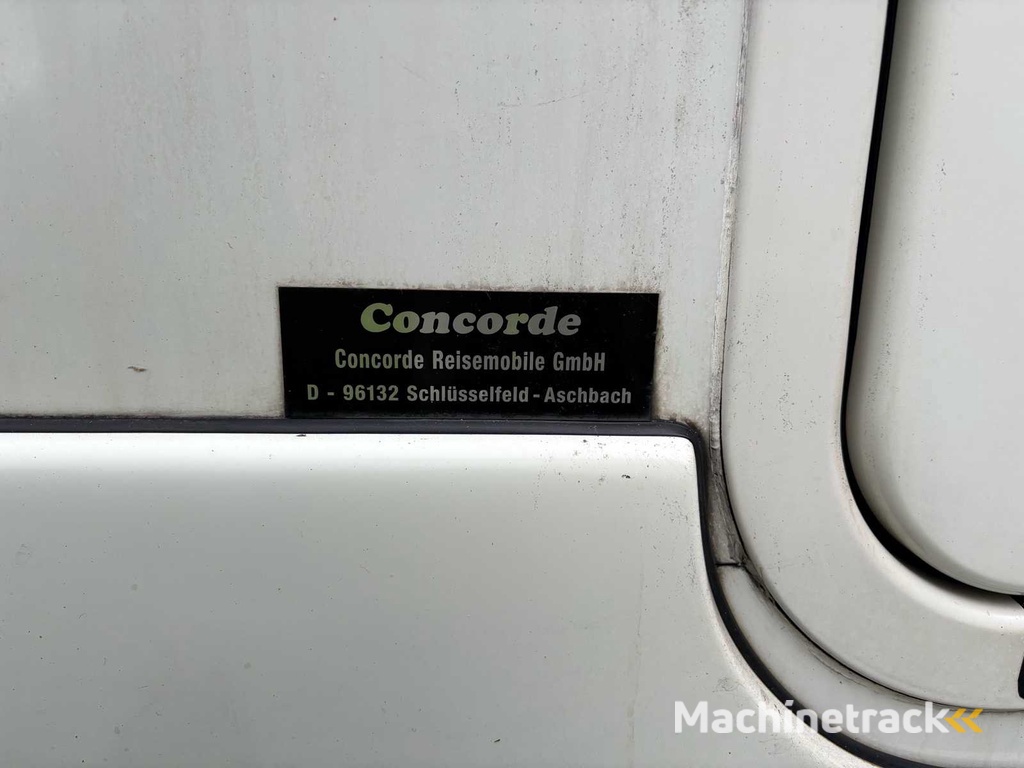 Concorde
Concorde Reisemobile GmbH
D - 96132 Schlüsselfeld - Aschbach
Machinetrack